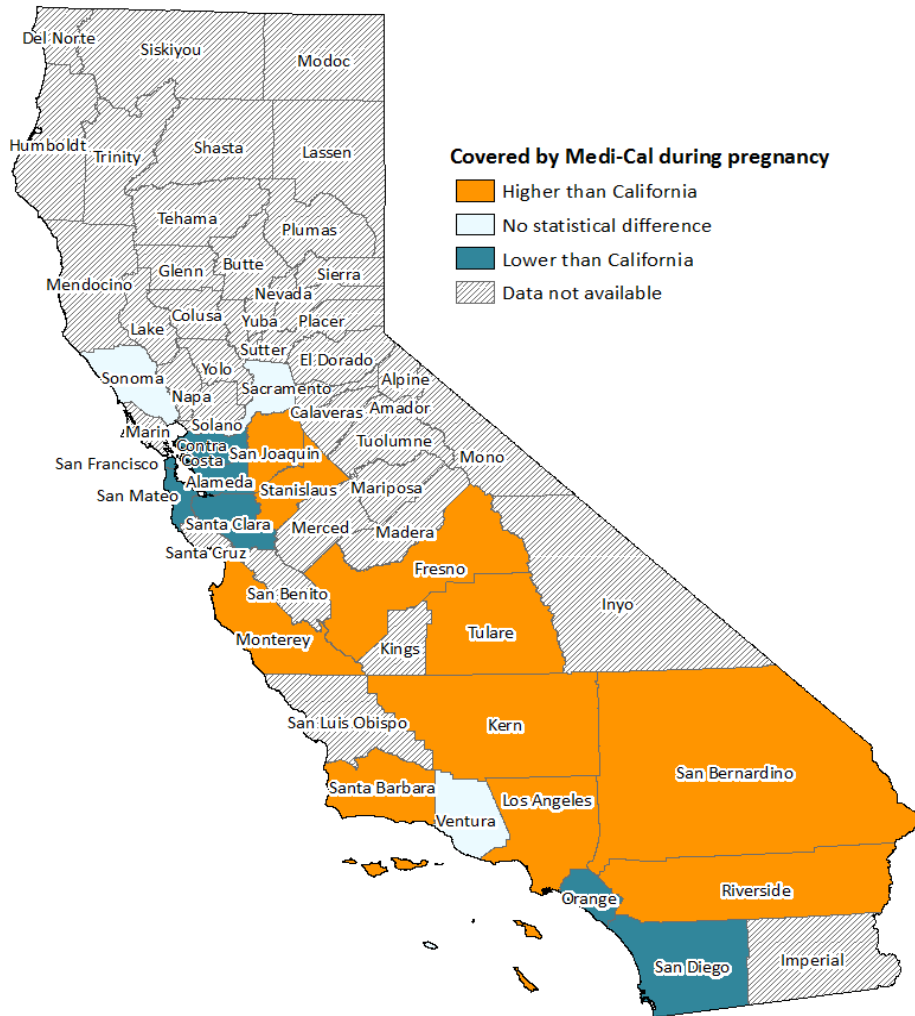 Del Norte
Siskiyou
Modoc
Humboldt
Trinity
Shasta
Lassen
Covered by Medi-Cal during pregnancy
Higher than California
No statistical difference
Lower than California
Data not available
Tehama
Plumas
Glenn
Butte
Sierra
Mendocino
Nevada
Colusa
Yuba
Placer
Lake
Sutter
El Dorado
Yolo
Sonoma
Sacramento
Alpine
Napa
Calaveras
Amador
Solano
Marin
Tuolumne
Contra
Costa
San Joaquin
Mono
San Francisco
Alameda
Stanislaus
Mariposa
San Mateo
Santa Clara
Merced
Madera
Santa Cruz
Fresno
San Benito
Inyo
Monterey
Kings
Tulare
San Luis Obispo
Kern
San Bernardino
Santa Barbara
Los Angeles
Ventura
Riverside
Orange
San Diego
Imperial